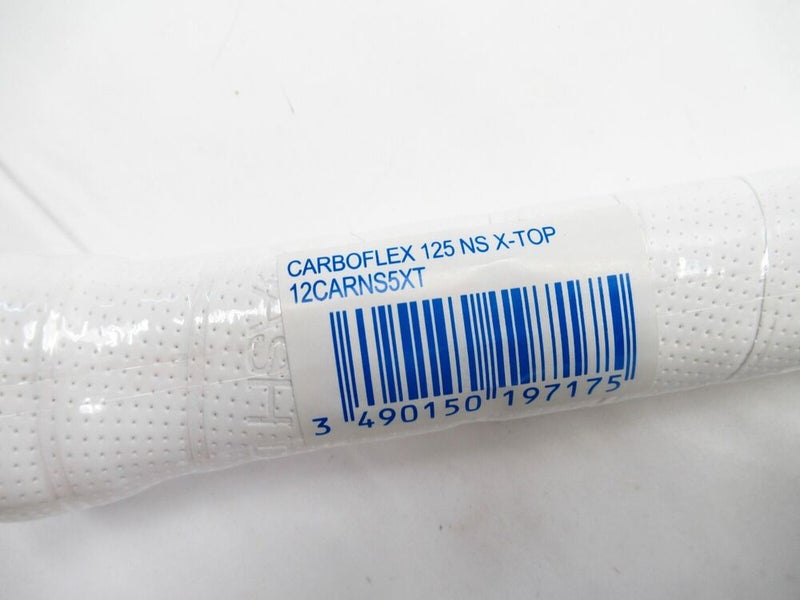 CARBOFLEX 125 NS X-TOP
12CARNS5XT
3 490150 197175